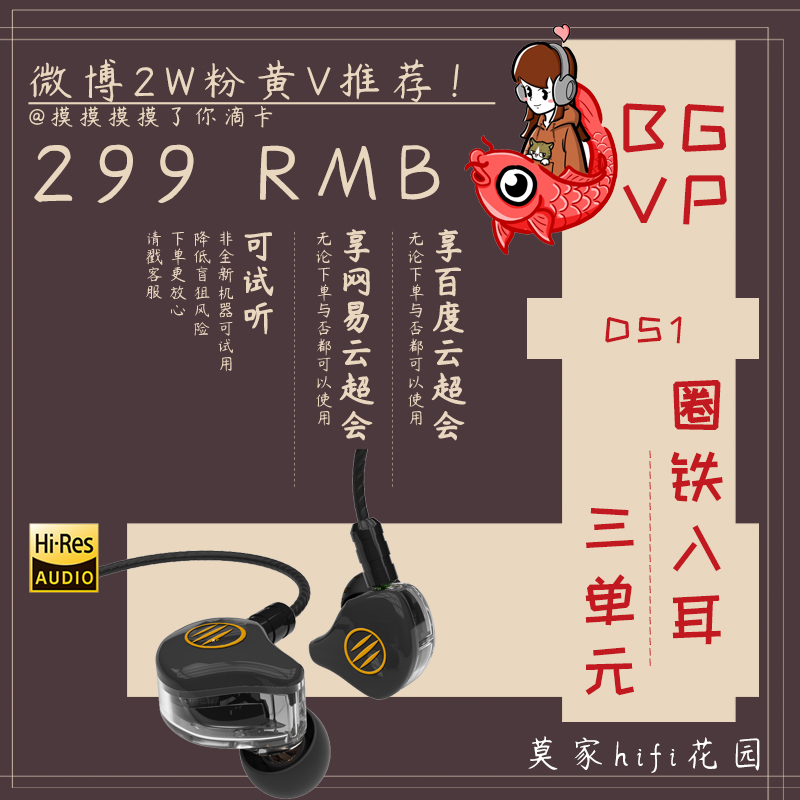 微博2W粉黄V推荐！
@摸摸摸摸了你滴卡
299 RMB
BG
VP
DS1
圈铁入耳
三单元
享百度云超会
无论下单与否都可以使用
享网易云超会
无论下单与否都可以使用
可试听
非全新机器可试用
降低盲狙风险
下单更放心
请戳客服
Hi-Res
AUDIO
莫家hifi花园